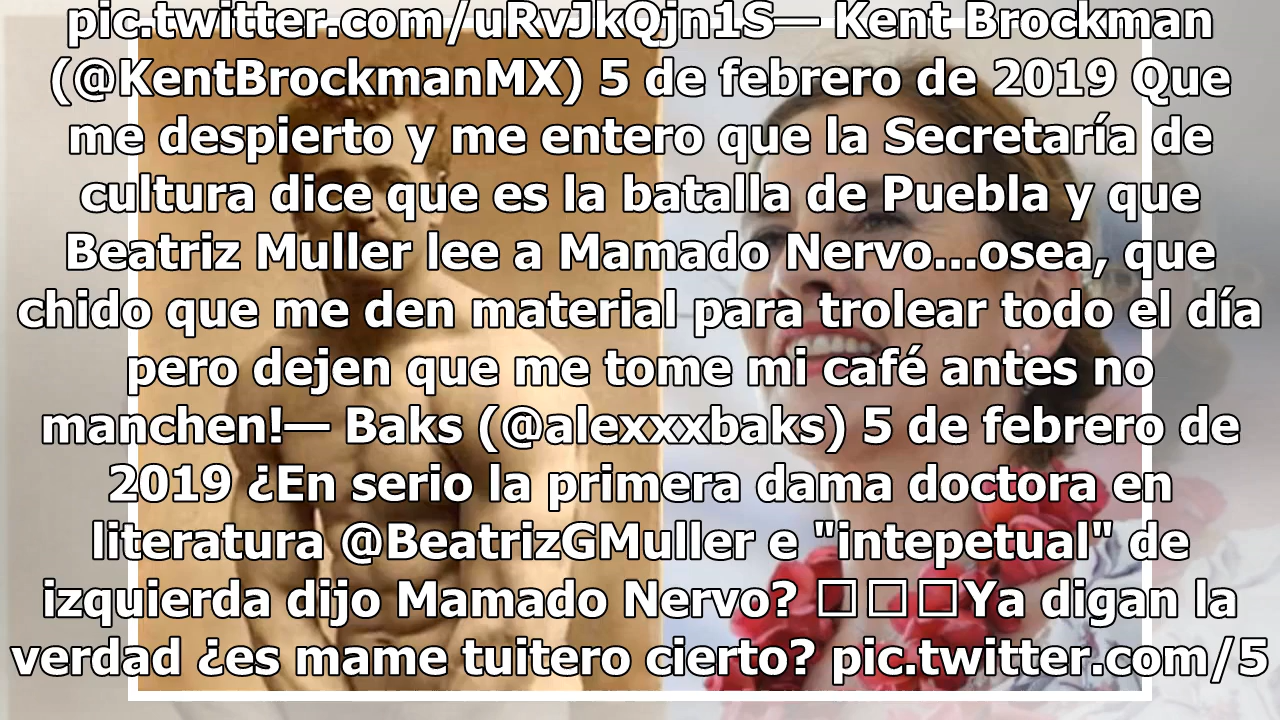 pic.twitter.com/uRvJkQjn1S— Kent Brockman
(@KentBrockmanMX) 5 de febrero de 2019 Que
me despierto y me entero que la Secretaría de
cultura dice que es la batalla de Puebla y que
Beatriz Muller lee a Mamado Nervo...osea, que
chido que me den material para trolear todo el día
pero dejen que me tome mi café antes no
manchen!— Baks (@alexxxbaks) 5 de febrero de
2019 ¿En serio la primera dama doctora en
literatura @BeatrizGMuller e "intepetual" de
izquierda dijo Mamado Nervo? □□□Ya digan la
verdad ¿es mame tuitero cierto? pic.twitter.com/5